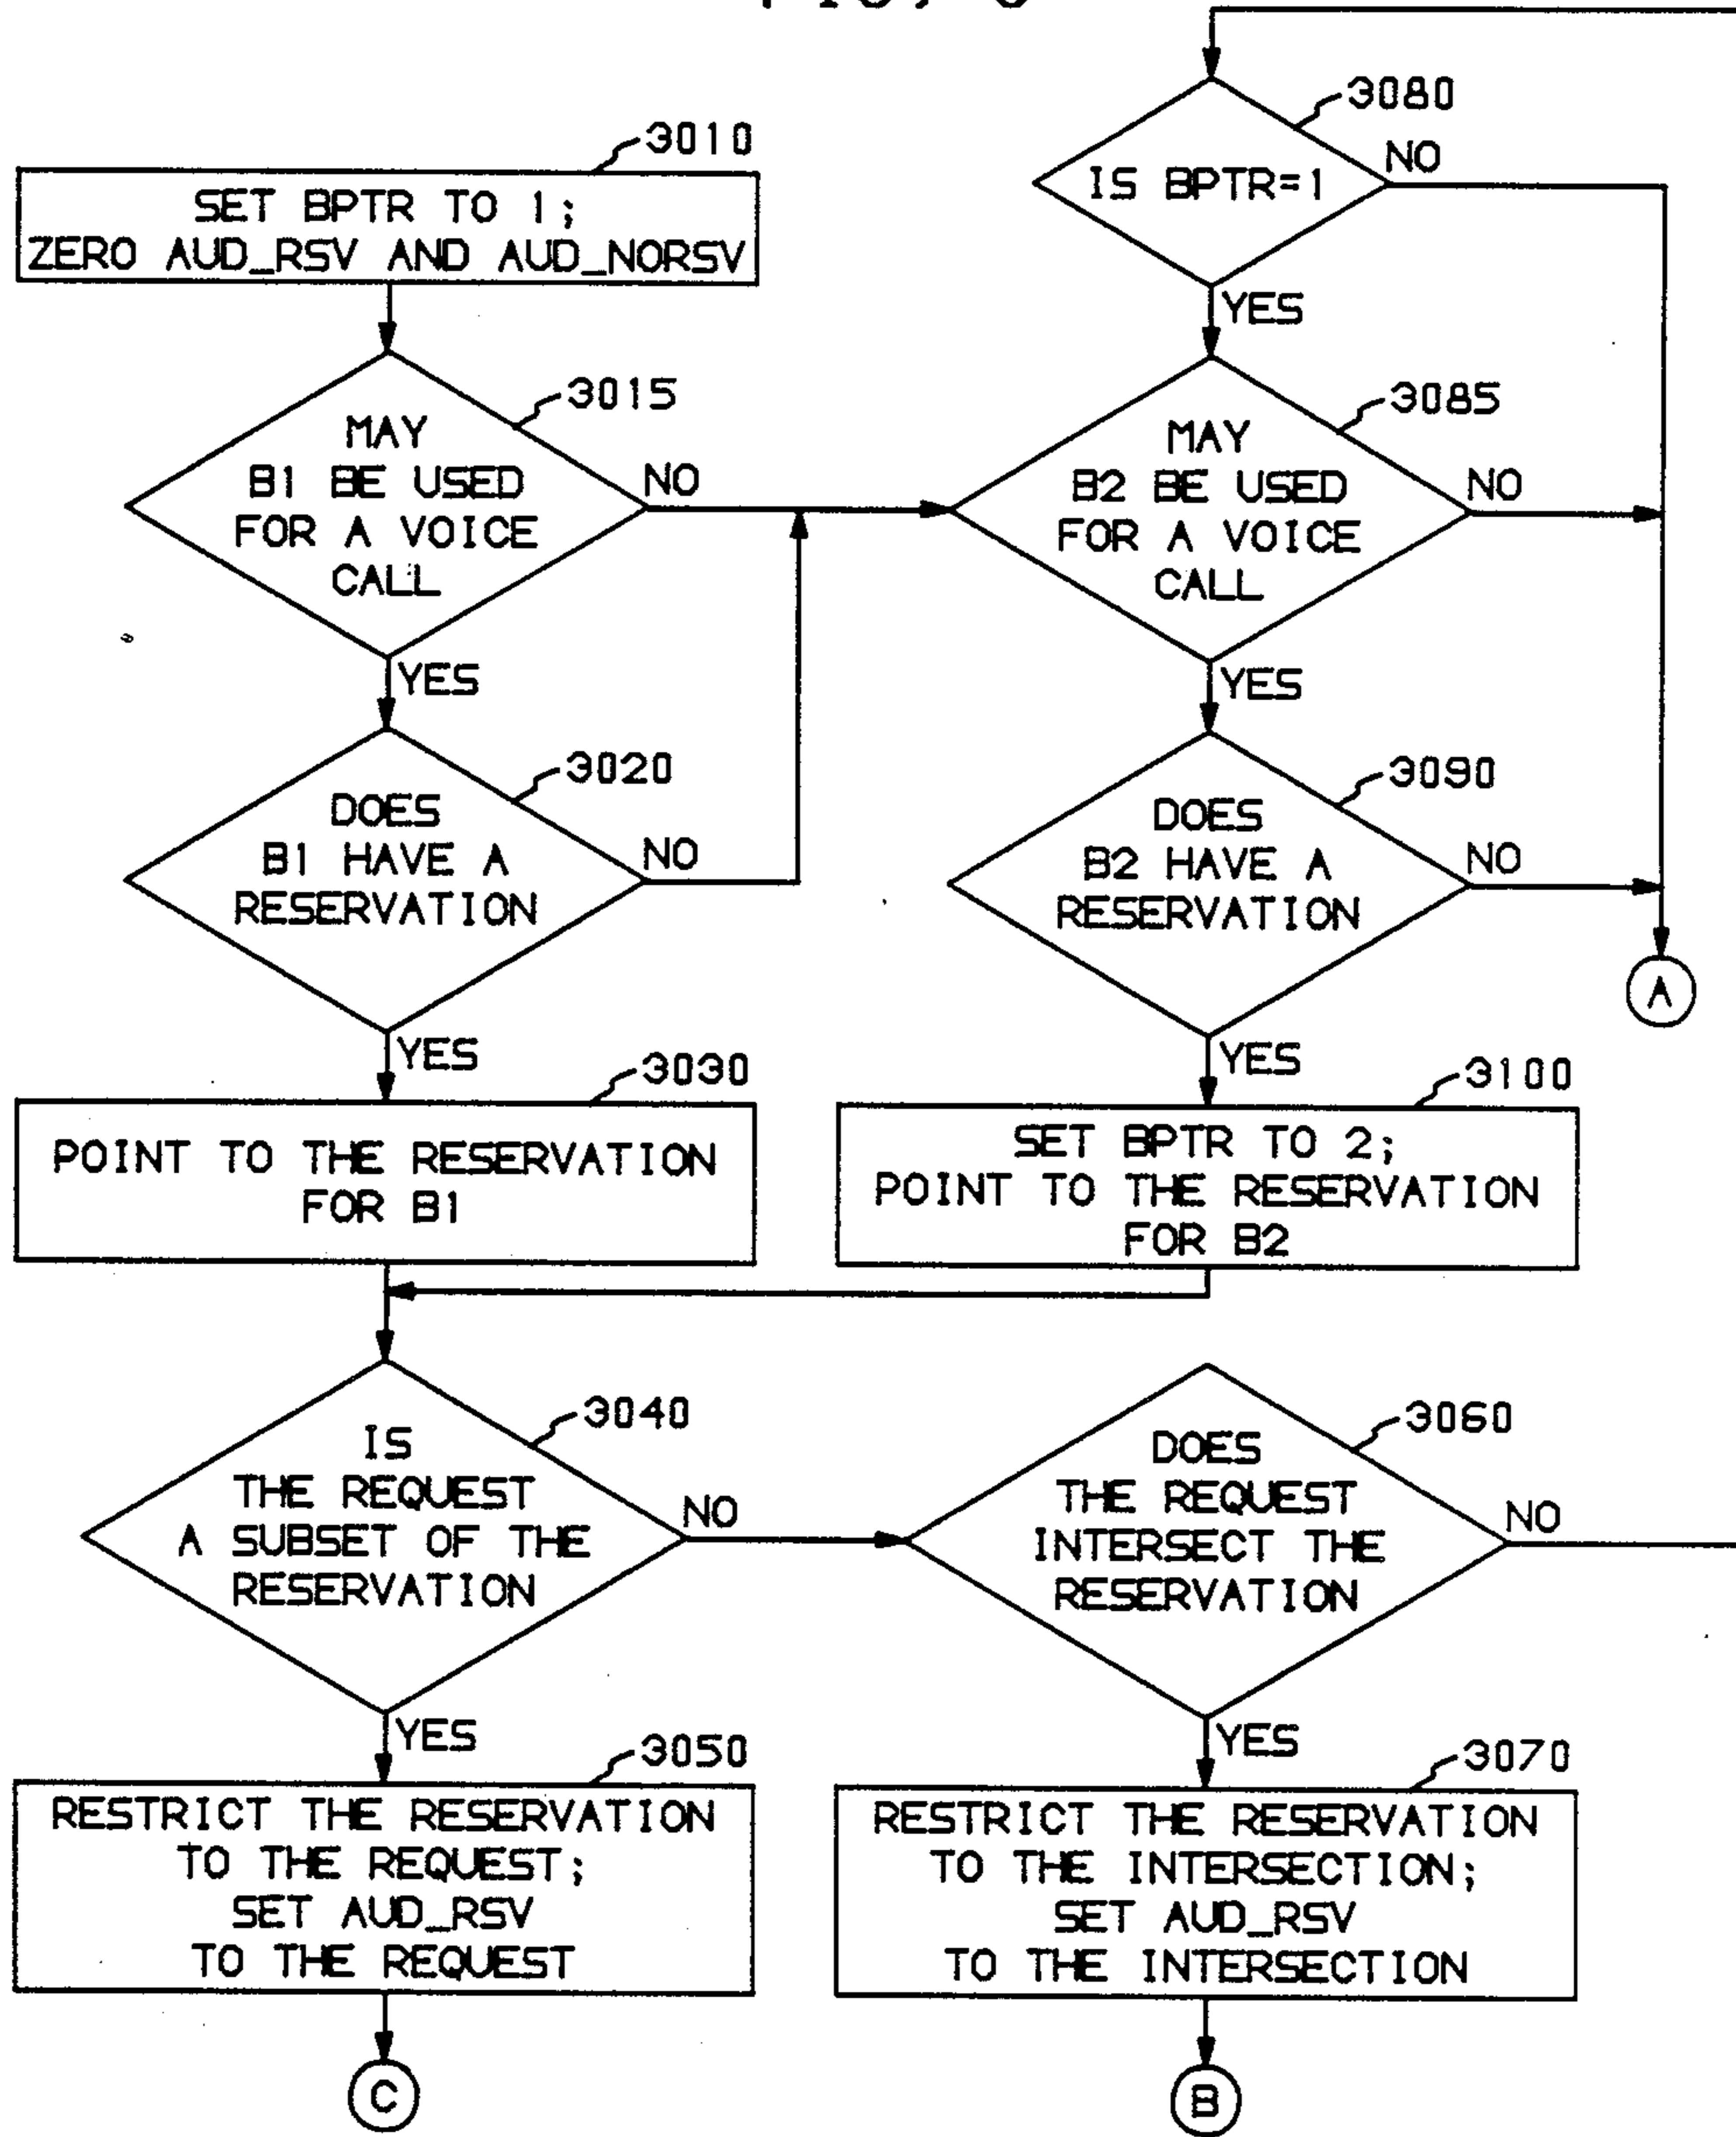 3010
SET BPTR TO 1;
ZERO AUD_RSV AND AUD_NORSV
3015
MAY
B1 BE USED
FOR A VOICE
CALL
NO
YES
3020
DOES
B1 HAVE A
RESERVATION
NO
YES
3030
POINT TO THE RESERVATION
FOR B1
3040
IS
THE REQUEST
A SUBSET OF THE
RESERVATION
NO
YES
3050
RESTRICT THE RESERVATION
TO THE REQUEST;
SET AUD_RSV
TO THE REQUEST
C
3080
IS BPTR=1
NO
YES
3085
MAY
B2 BE USED
FOR A VOICE
CALL
NO
YES
3090
DOES
B2 HAVE A
RESERVATION
NO
A
YES
3100
SET BPTR TO 2;
POINT TO THE RESERVATION
FOR B2
3060
DOES
THE REQUEST
INTERSECT THE
RESERVATION
NO
YES
3070
RESTRICT THE RESERVATION
TO THE INTERSECTION;
SET AUD_RSV
TO THE INTERSECTION
B